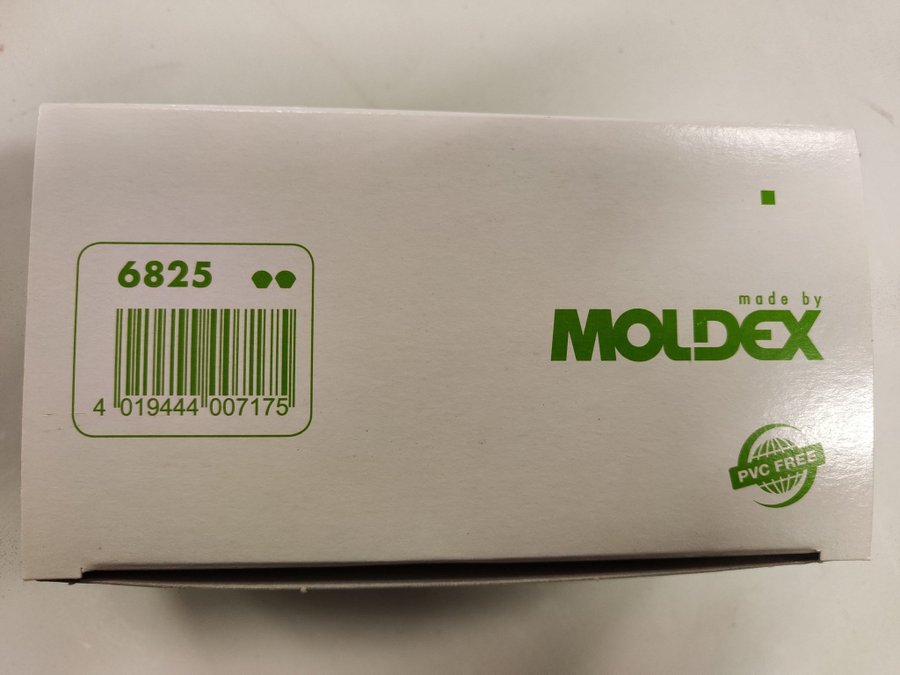 6825
4 019444 007175
made by
MOLDEX
PVC FREE